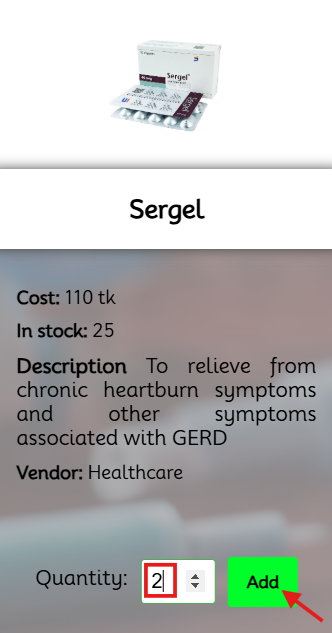 Sergel
Sergel
Cost: 110 tk
In stock: 25
Description To relieve from
chronic heartburn symptoms
and other symptoms
associated with GERD
Vendor: Healthcare
Quantity: 2 Add